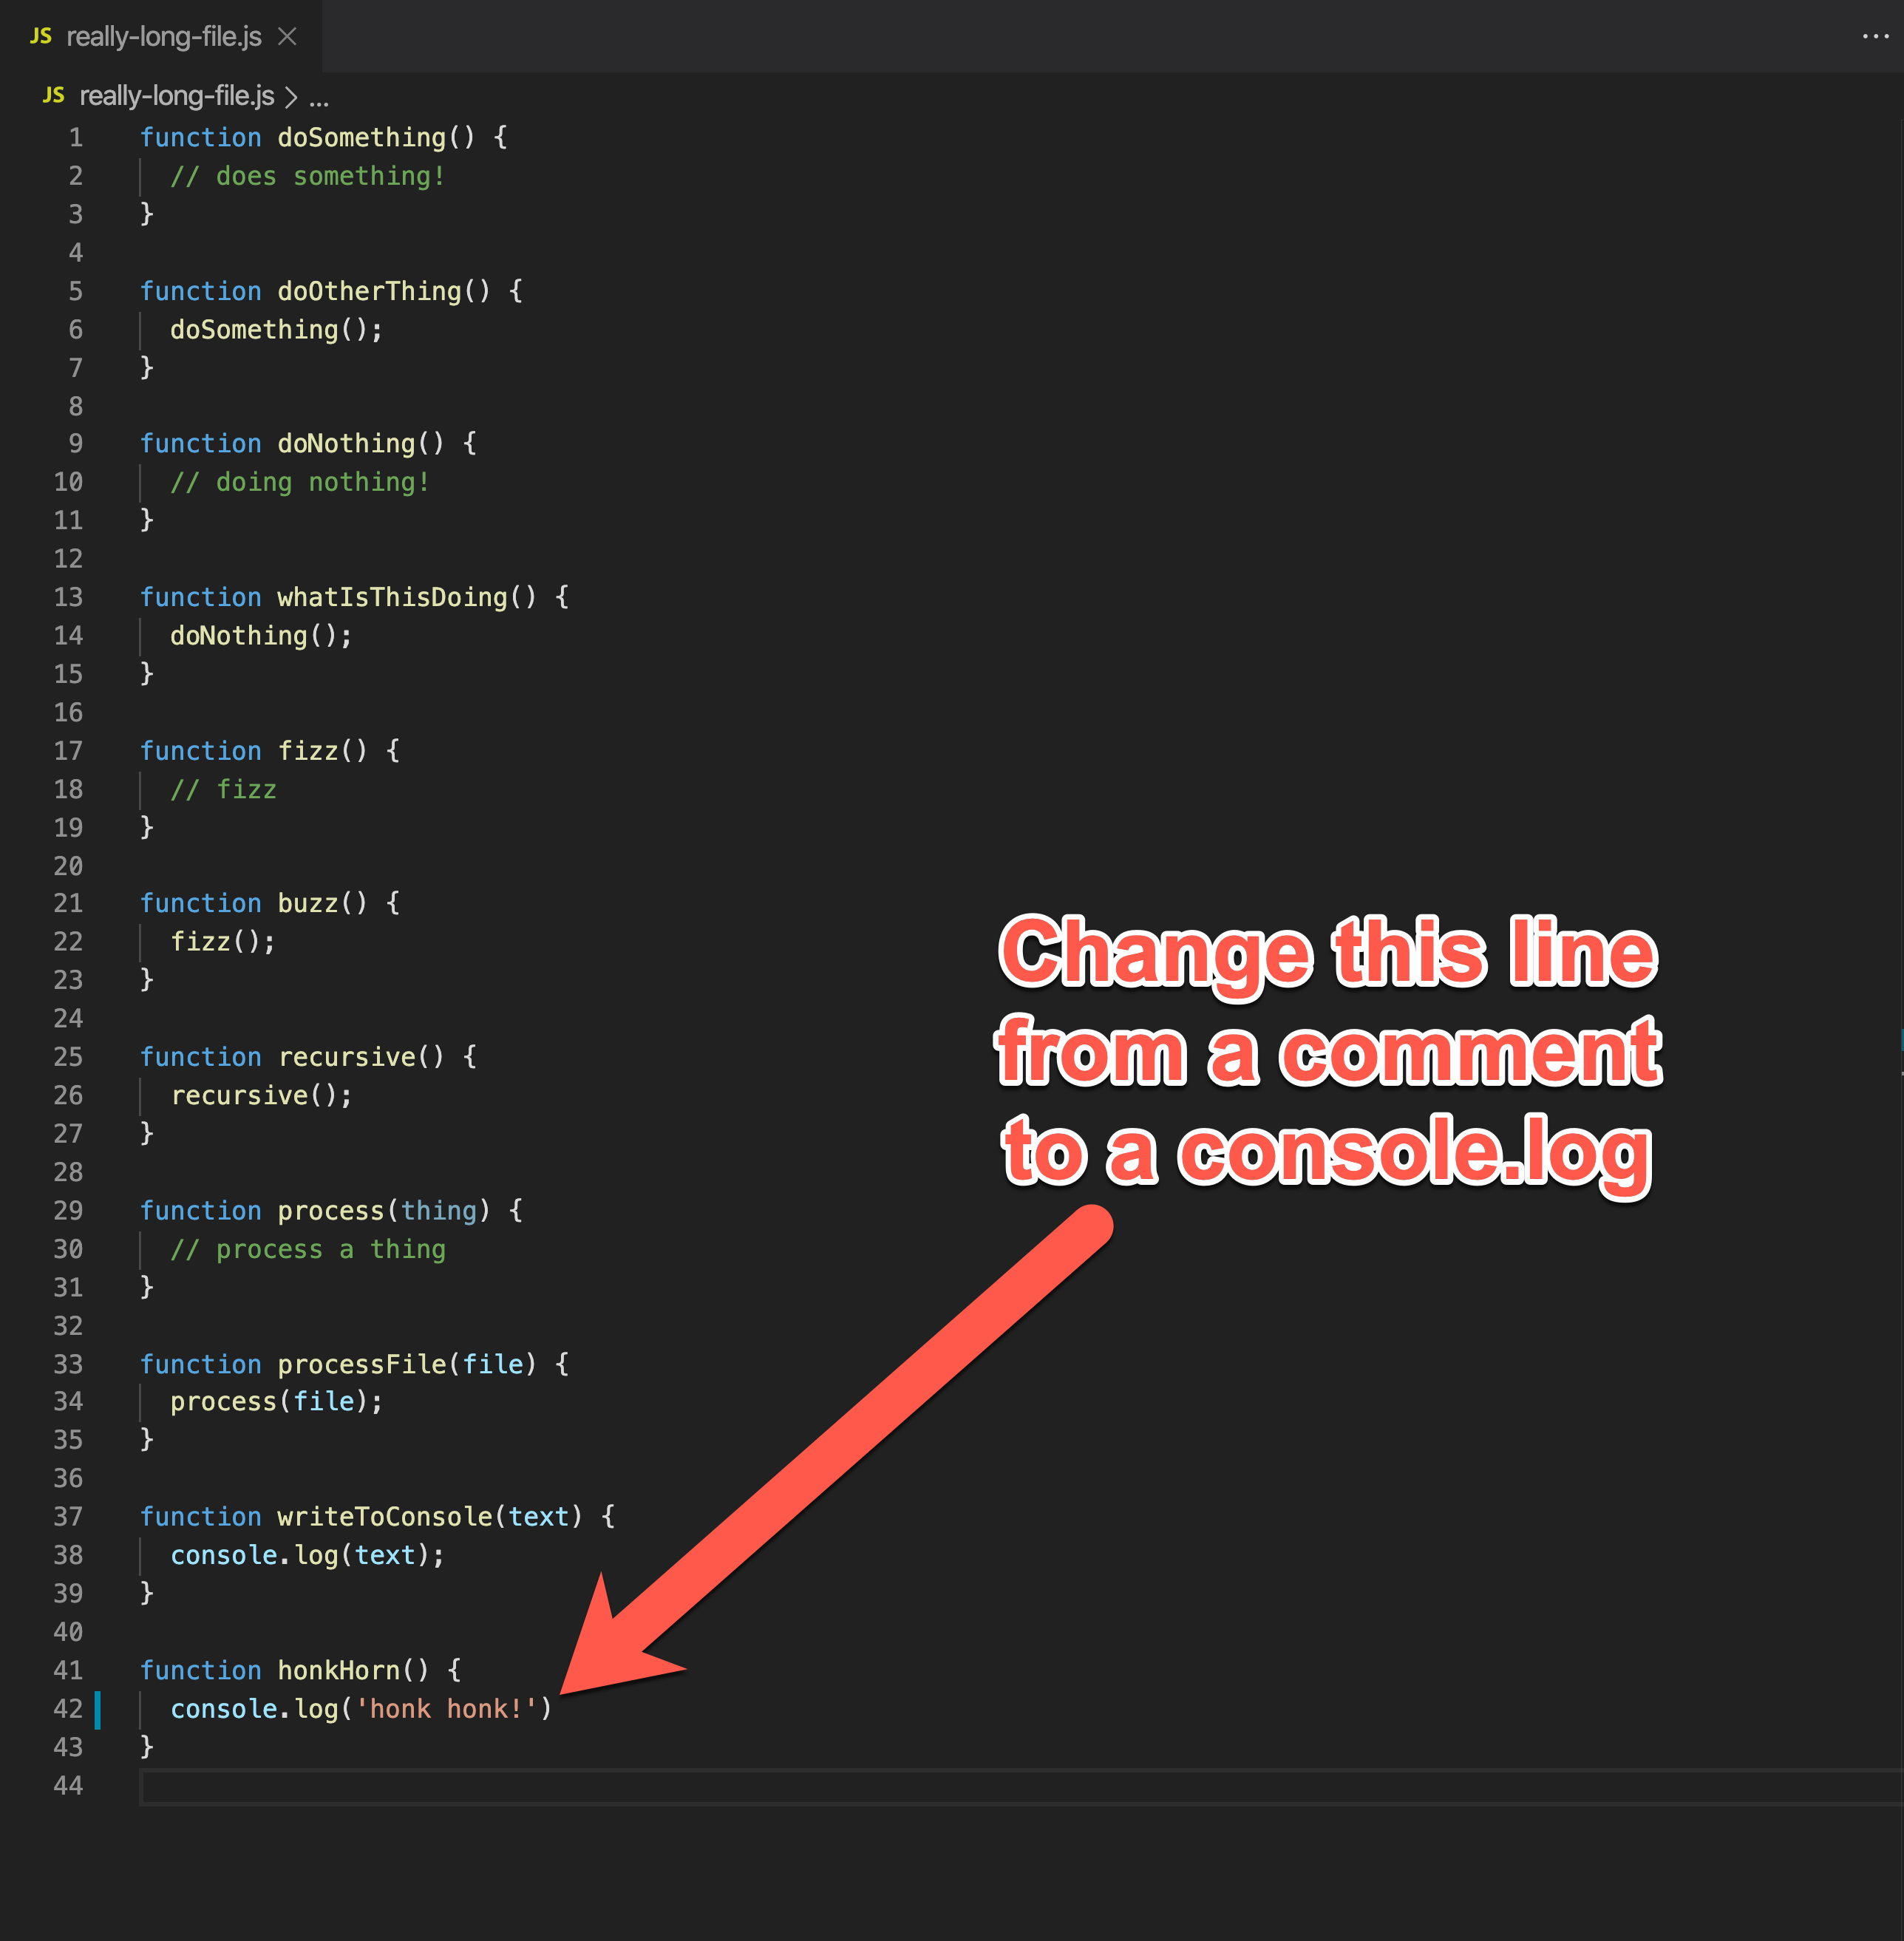 JS really-long-file.js
JS really-long-file.js > ...
1 function doSomething() {
2 // does something!
3 }
4
5 function doOtherThing() {
6 doSomething();
7 }
8
9 function doNothing() {
10 // doing nothing!
11 }
12
13 function whatIsThisDoing() {
14 doNothing();
15 }
16
17 function fizz() {
18 // fizz
19 }
20
21 function buzz() {
22 fizz();
23 }
24
25 function recursive() {
26 recursive();
27 }
28
29 function process(thing) {
30 // process a thing
31 }
32
33 function processFile(file) {
34 process(file);
35 }
36
37 function writeToConsole(text) {
38 console.log(text);
39 }
40
41 function honkHorn() {
42 console.log('honk honk!')
43 }
44
Change this line
from a comment
to a console.log